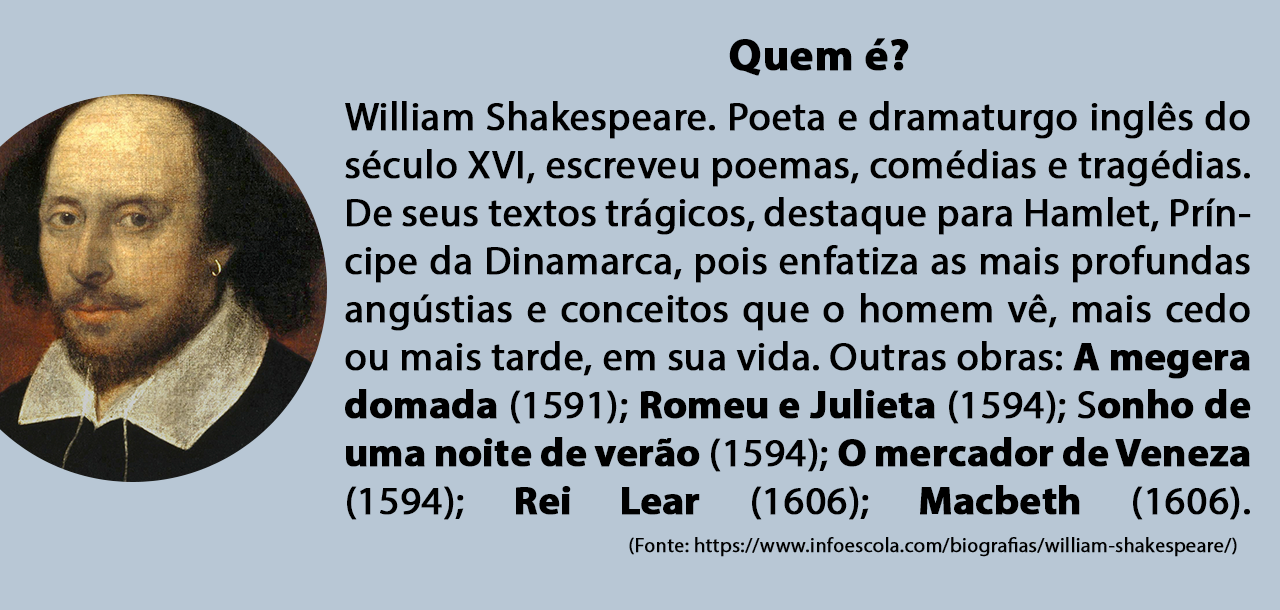 Quem é?
William Shakespeare. Poeta e dramaturgo inglês do
século XVI, escreveu poemas, comédias e tragédias.
De seus textos trágicos, destaque para Hamlet, Prín-
cipe da Dinamarca, pois enfatiza as mais profundas
angústias e conceitos que o homem vê, mais cedo
ou mais tarde, em sua vida. Outras obras: A megera
domada (1591); Romeu e Julieta (1594); Sonho de
uma noite de verão (1594); O mercador de Veneza
(1594); Rei Lear (1606); Macbeth (1606).
(Fonte: https://www.infoescola.com/biografias/william-shakespeare/)